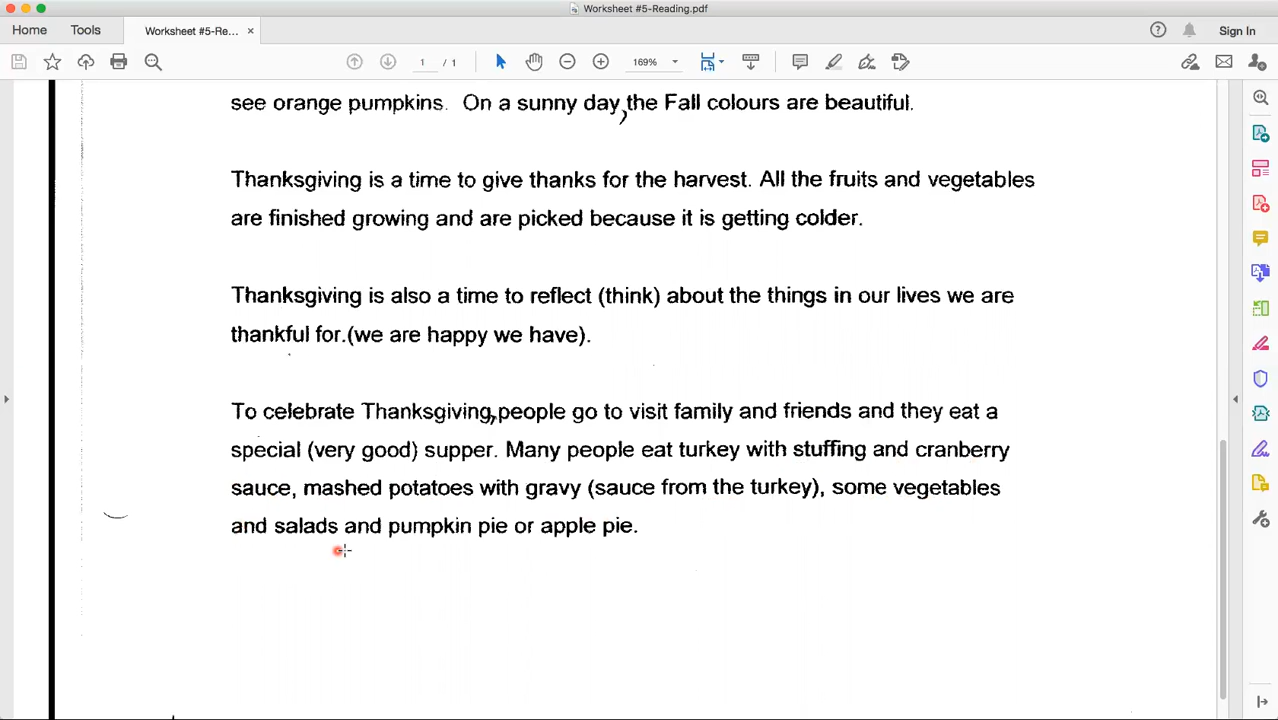 Worksheet #5-Reading.pdf
Home Tools Worksheet #5-Re... × Sign In
1 / 1 169%
see orange pumpkins. On a sunny day, the Fall colours are beautiful.
Thanksgiving is a time to give thanks for the harvest. All the fruits and vegetables
are finished growing and are picked because it is getting colder.
Thanksgiving is also a time to reflect (think) about the things in our lives we are
thankful for.(we are happy we have).
To celebrate Thanksgiving, people go to visit family and friends and they eat a
special (very good) supper. Many people eat turkey with stuffing and cranberry
sauce, mashed potatoes with gravy (sauce from the turkey), some vegetables
and salads and pumpkin pie or apple pie.